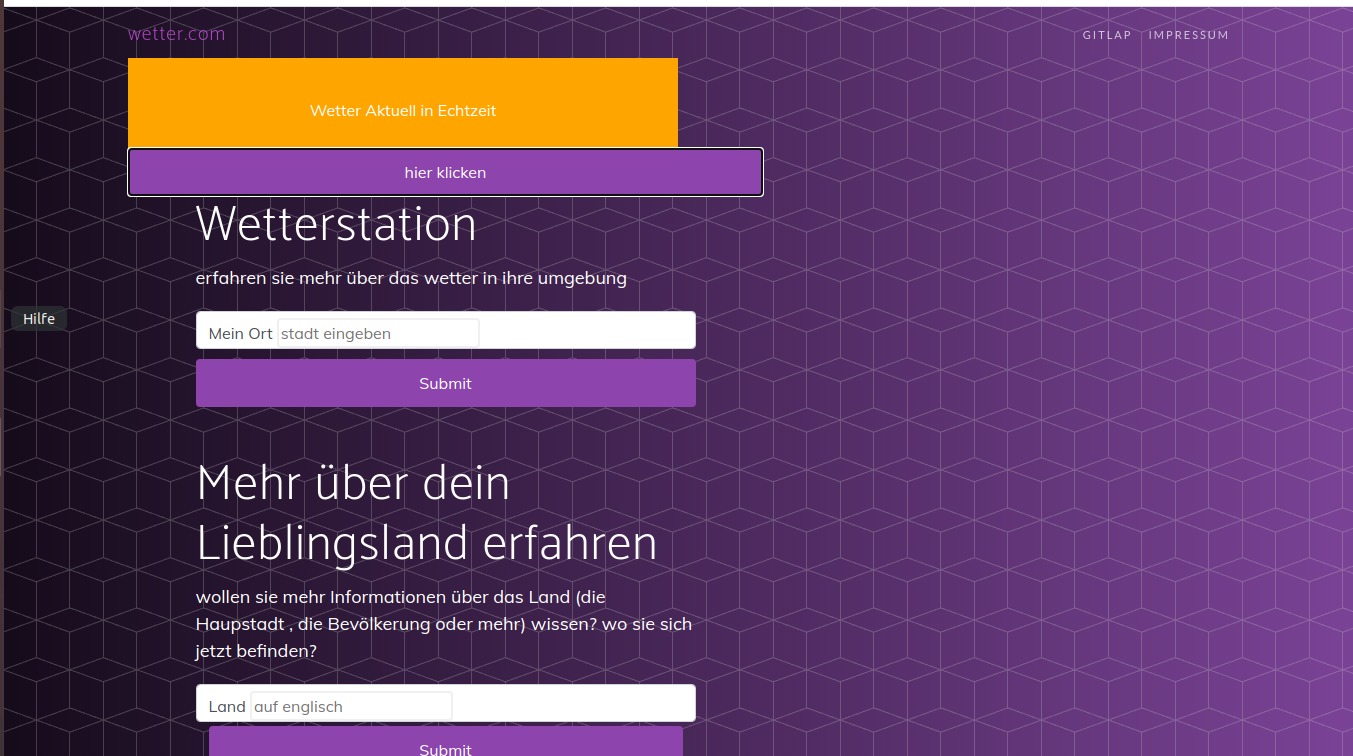 wetter.com
GITLAP IMPRESSUM
Wetter Aktuell in Echtzeit
hier klicken
Wetterstation
erfahren sie mehr über das wetter in ihre umgebung
Hilfe
Mein Ort stadt eingeben
Submit
Mehr über dein
Lieblingsland erfahren
wollen sie mehr Informationen über das Land (die
Haupstadt , die Bevölkerung oder mehr) wissen? wo sie sich
jetzt befinden?
Land auf englisch
Submit